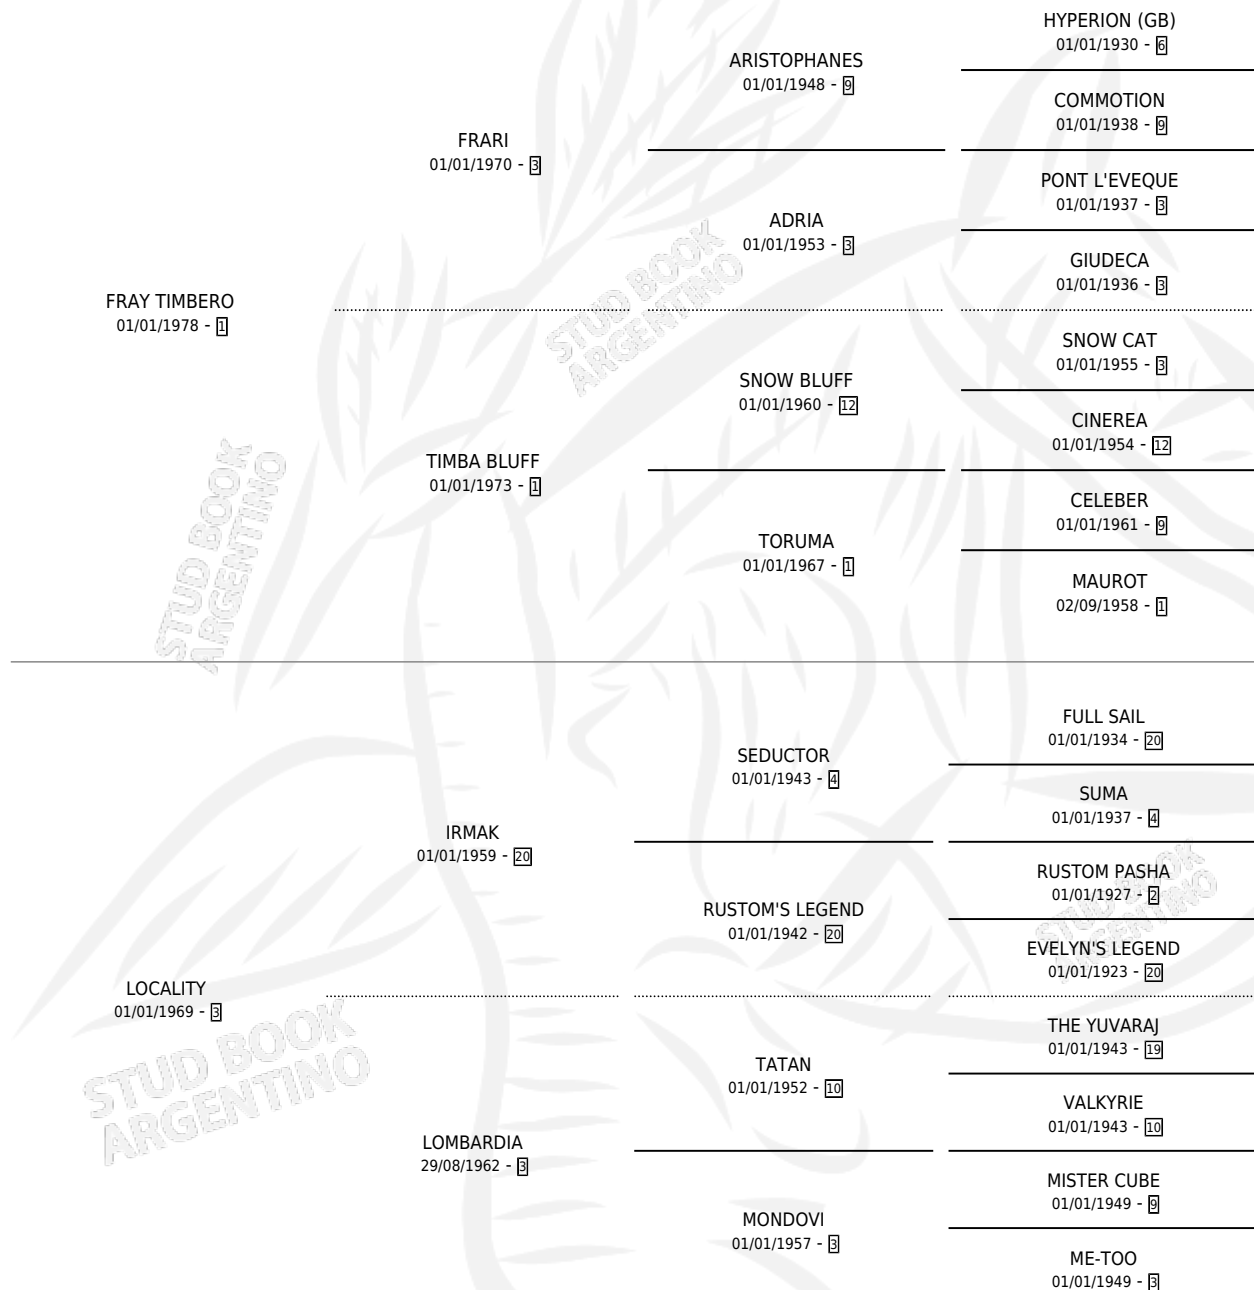 HYPERION (GB)
01/01/1930 - 6
ARISTOPHANES
01/01/1948 - 9
COMMOTION
01/01/1938 - 9
FRARI
01/01/1970 - 3
PONT L'EVEQUE
01/01/1937 - 3
ADRIA
01/01/1953 - 3
GIUDECA
01/01/1936 - 3
FRAY TIMBERO
01/01/1978 - 1
SNOW CAT
01/01/1955 - 3
SNOW BLUFF
01/01/1960 - 12
CINEREA
01/01/1954 - 12
TIMBA BLUFF
01/01/1973 - 1
CELEBER
01/01/1961 - 9
TORUMA
01/01/1967 - 1
MAUROT
02/09/1958 - 1
STUD BOOK
ARGENTINO
STUD BOOK
ARGENTINO
FULL SAIL
01/01/1934 - 20
SEDUCTOR
01/01/1943 - 4
SUMA
01/01/1937 - 4
IRMAK
01/01/1959 - 20
RUSTOM PASHA
01/01/1927 - 2
RUSTOM'S LEGEND
01/01/1942 - 20
EVELYN'S LEGEND
01/01/1923 - 20
LOCALITY
01/01/1969 - 3
THE YUVARAJ
01/01/1943 - 19
TATAN
01/01/1952 - 10
VALKYRIE
01/01/1943 - 10
LOMBARDIA
29/08/1962 - 3
MISTER CUBE
01/01/1949 - 9
MONDOVI
01/01/1957 - 3
ME-TOO
01/01/1949 - 3
STUD BOOK
ARGENTINO
STUD BOOK
ARGENTINO